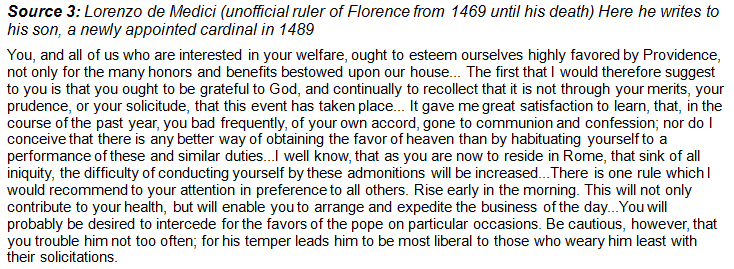 Source 3: Lorenzo de Medici (unofficial ruler of Florence from 1469 until his death) Here he writes to
his son, a newly appointed cardinal in 1489
You, and all of us who are interested in your welfare, ought to esteem ourselves highly favored by Providence,
not only for the many honors and benefits bestowed upon our house... The first that I would therefore suggest
to you is that you ought to be grateful to God, and continually to recollect that it is not through your merits, your
prudence, or your solicitude, that this event has taken place... It gave me great satisfaction to learn, that, in the
course of the past year, you bad frequently, of your own accord, gone to communion and confession; nor do I
conceive that there is any better way of obtaining the favor of heaven than by habituating yourself to a
performance of these and similar duties...I well know, that as you are now to reside in Rome, that sink of all
iniquity, the difficulty of conducting yourself by these admonitions will be increased...There is one rule which I
would recommend to your attention in preference to all others. Rise early in the morning. This will not only
contribute to your health, but will enable you to arrange and expedite the business of the day...You will
probably be desired to intercede for the favors of the pope on particular occasions. Be cautious, however, that
you trouble him not too often; for his temper leads him to be most liberal to those who weary him least with
their solicitations.